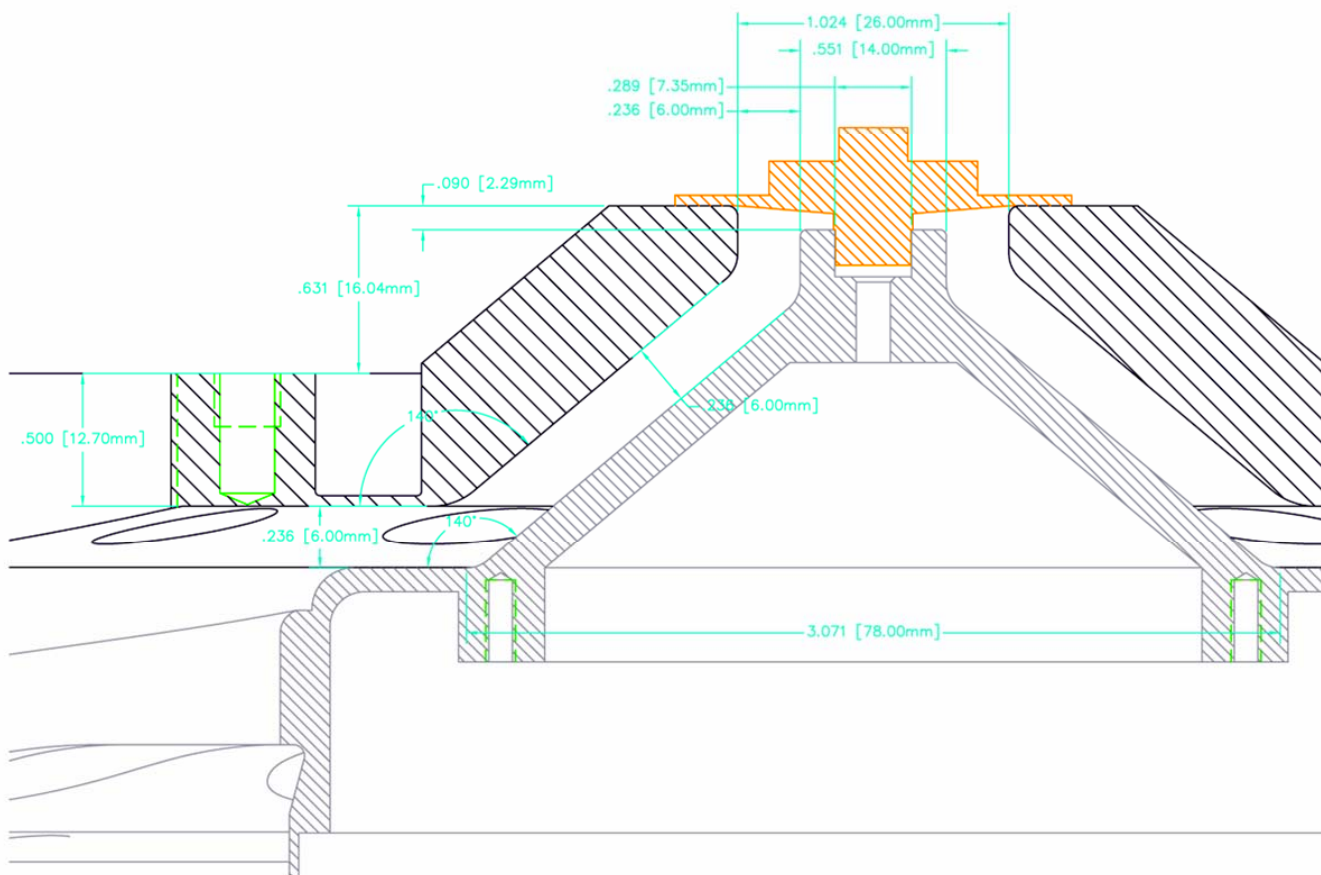 1.024 [26.00mm]
.551 [14.00mm]
.289 [7.35mm]
.236 [6.00mm]
.090 [2.29mm]
.631 [16.04mm]
.236 [6.00mm]
140°
.500 [12.70mm]
140°
.236 [6.00mm]
3.071 [78.00mm]